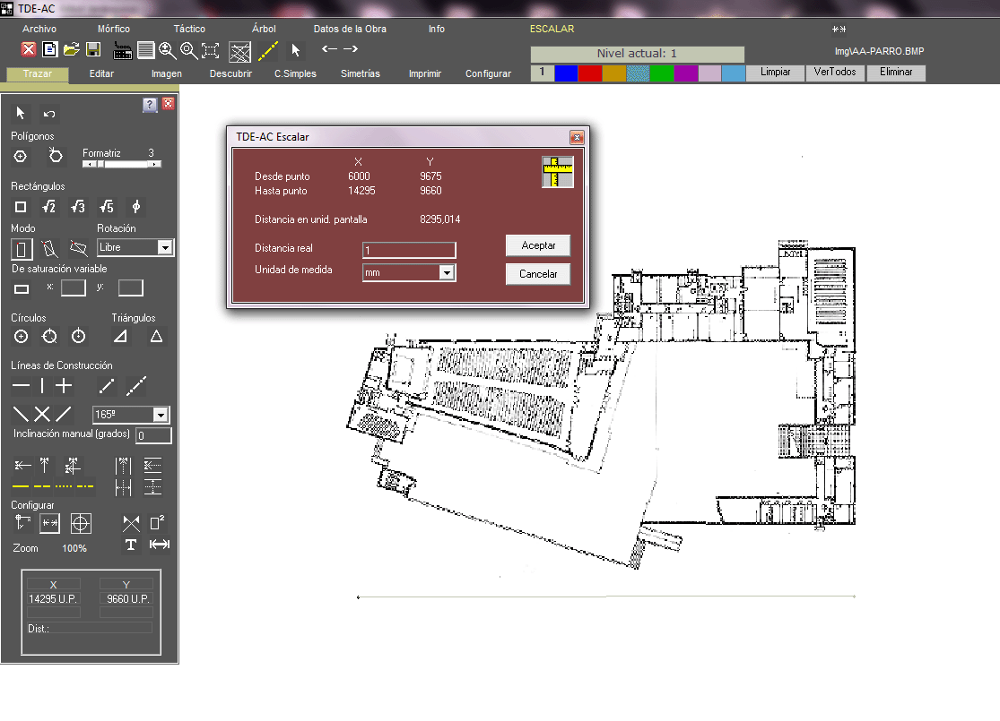 TDE-AC
Archivo Mórfico Táctico Árbol Datos de la Obra Info ESCALAR
Nivel actual: 1 Img\AA-PARRO.BMP
Trazar Editar Imagen Descubrir C.Simples Simetrías Imprimir Configurar 1 Limpiar VerTodos Eliminar
?
Polígonos
Formatriz 3
Rectángulos
√2 √3 √5 ϕ
Modo Rotación
Libre
De saturación variable
x: y:
Círculos Triángulos
Líneas de Construcción
165º
Inclinación manual (grados) 0
Configurar
2
Zoom 100% T
X Y
14295 U.P. 9660 U.P.
Dist.:
TDE-AC Escalar
X Y
Desde punto 6000 9675
Hasta punto 14295 9660
Distancia en unid. pantalla 8295,014
Distancia real 1 Aceptar
Unidad de medida mm Cancelar